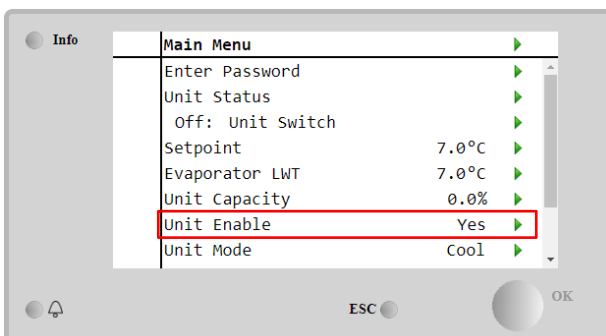 Info
Main Menu
Enter Password
Unit Status
Off: Unit Switch
Setpoint 7.0°C
Evaporator LWT 7.0°C
Unit Capacity 0.0%
Unit Enable Yes
Unit Mode Cool
ESC
OK